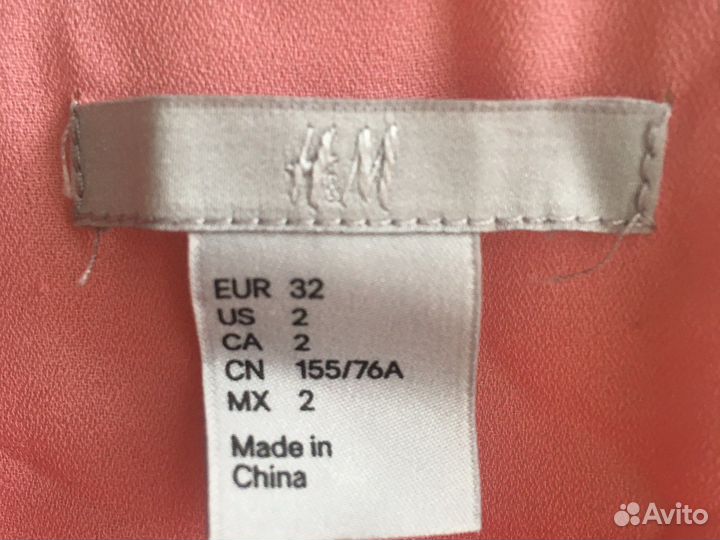 H&M
EUR 32
US 2
CA 2
CN 155/76A
MX 2
Made in
China
Avito